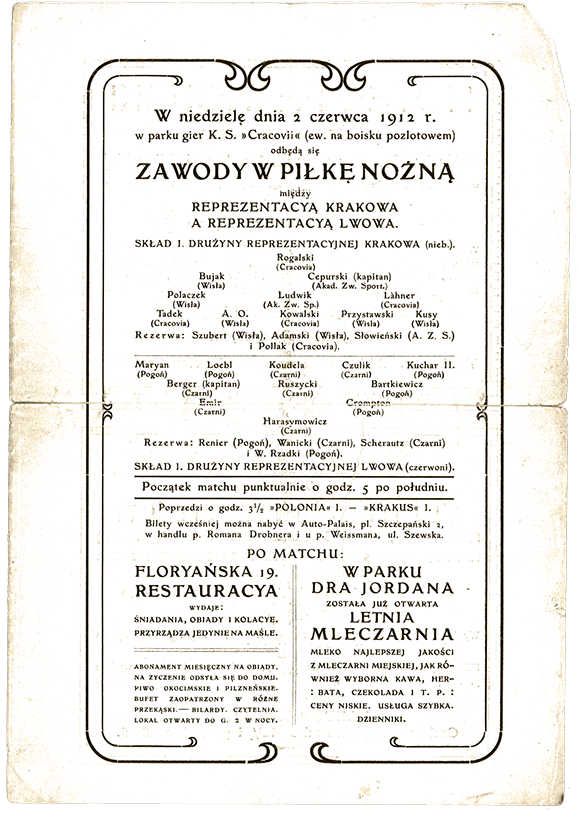 W niedzielę dnia 2 czerwca 1912 r.
w parku gier K. S. »Cracovii« (ew. na boisku pozlotowem)
odbędą się
ZAWODY W PIŁKĘ NOŻNĄ
między
REPREZENTACYĄ KRAKOWA
A REPREZENTACYĄ LWOWA.
SKŁAD I. DRUŻYNY REPREZENTACYJNEJ KRAKOWA (nieb.).
Rogalski
(Cracovia)
Bujak Cepurski (kapitan)
(Wisła) (Akad. Zw. Sport.)
Polaczek Ludwik Lähner
(Wisła) (Ak. Zw. Sp.) (Cracovia)
Tadek A. O. Kowalski Przystawski Kusy
(Cracovia) (Wisła) (Cracovia) (Wisła) (Wisła)
Rezerwa: Szubert (Wisła), Adamski (Wisła), Słowieński (A. Z. S.)
i Pollak (Cracovia).
Maryan Loebl Koudela Czulik Kuchar II.
(Pogoń) (Pogoń) (Czarni) (Czarni) (Pogoń)
Berger (kapitan) Ruszycki Bartkiewicz
(Czarni) (Czarni) (Pogoń)
Emir Crompton
(Czarni) (Pogoń)
Harasymowicz
(Czarni)
Rezerwa: Renier (Pogoń), Wanicki (Czarni), Scherautz (Czarni)
i W. Rzadki (Pogoń).
SKŁAD I. DRUŻYNY REPREZENTACYJNEJ LWOWA (czerwoni).
Początek matchu punktualnie o godz. 5 po południu.
Poprzedzi o godz. 3½ »POLONIA« I. — »KRAKUS« I.
Bilety wcześniej można nabyć w Auto-Palais, pl. Szczepański 2,
w handlu p. Romana Drobnera i u p. Weissmana, ul. Szewska.
PO MATCHU:
FLORYAŃSKA 19.
RESTAURACYA
WYDAJE:
ŚNIADANIA, OBIADY I KOLACYE.
PRZYRZĄDZA JEDYNIE NA MAŚLE.
ABONAMENT MIESIĘCZNY NA OBIADY.
NA ŻYCZENIE ODSYŁA SIĘ DO DOMU.
PIWO OKOCIMSKIE I PILZNEŃSKIE.
BUFET ZAOPATRZONY W RÓŻNE
PRZEKĄSKI. — BILARDY. CZYTELNIA.
LOKAL OTWARTY DO G. 2 W NOCY.
W PARKU
DRA JORDANA
ZOSTAŁA JUŻ OTWARTA
LETNIA
MLECZARNIA
MLEKO NAJLEPSZEJ JAKOŚCI
Z MLECZARNI MIEJSKIEJ, JAK RÓ-
WNIEŻ WYBORNA KAWA, HER-
: BATA, CZEKOLADA I T. P. :
CENY NISKIE. USŁUGA SZYBKA.
DZIENNIKI.